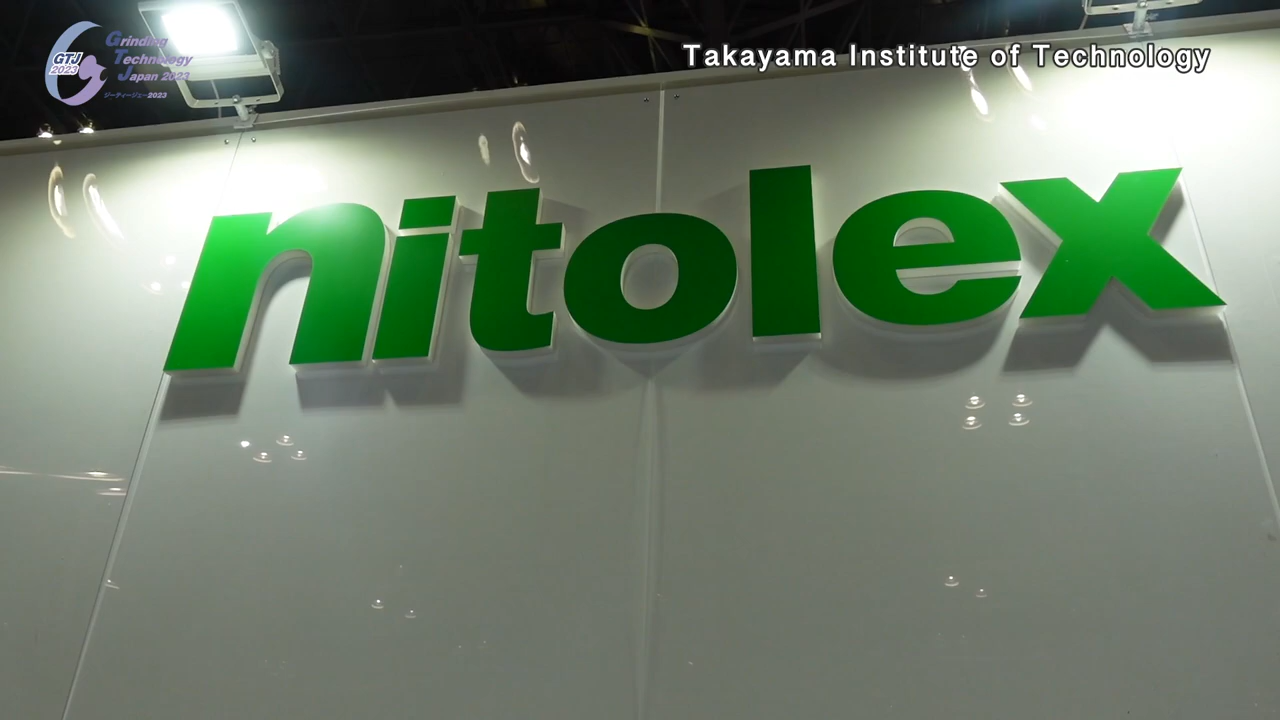 GTJ
2023
Grinding
Technology
Japan 2023
ジーティージェー2023
Takayama Institute of Technology
nitolex